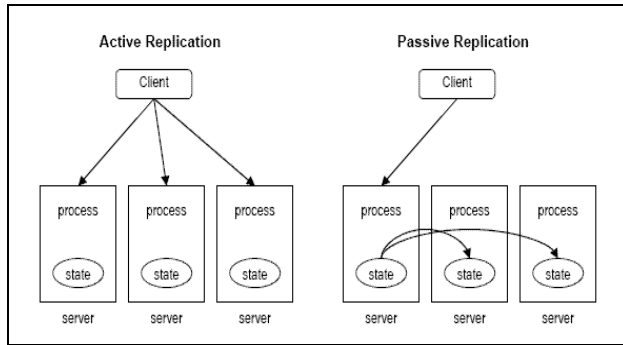 Active Replication
Client
process process process
state state state
server server server
Passive Replication
Client
process process process
state state state
server server server